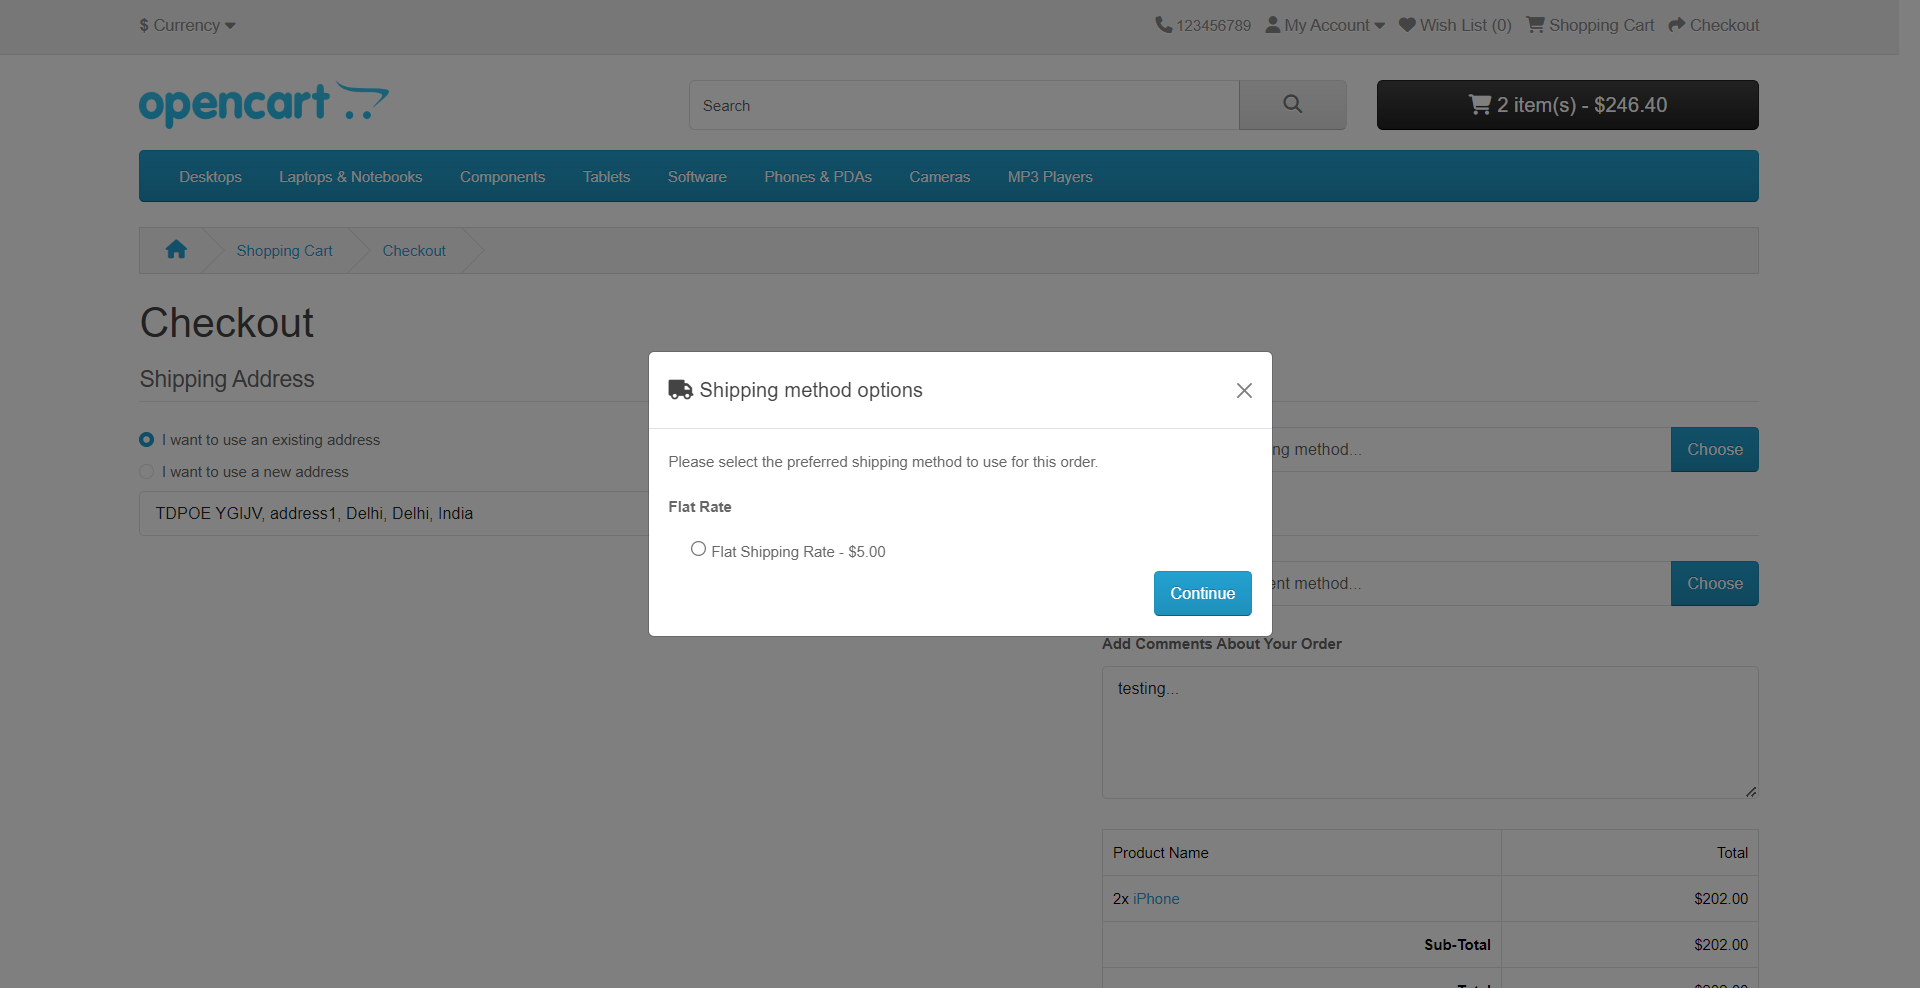 $ Currency
123456789 My Account Wish List (0) Shopping Cart Checkout
opencart
Search
2 item(s) - $246.40
Desktops Laptops & Notebooks Components Tablets Software Phones & PDAs Cameras MP3 Players
Shopping Cart Checkout
Checkout
Shipping Address
I want to use an existing address
I want to use a new address
TDPOE YGIJV, address1, Delhi, Delhi, India
Shipping method options
Please select the preferred shipping method to use for this order.
Flat Rate
Flat Shipping Rate - $5.00
Continue
method...
Choose
method...
Choose
Add Comments About Your Order
testing...
Product Name Total
2x iPhone $202.00
Sub-Total $202.00